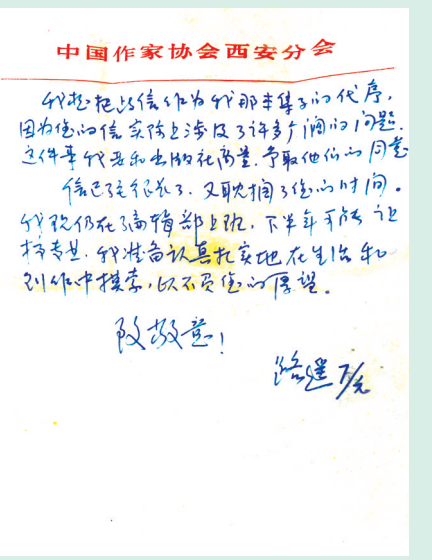 中国作家协会西安分会
我想把此信作为我那本集子的代序,
因为您的信实际上涉及了许多广阔的问题.
这件事我要和出版社商量,争取他们的同意
信已经很长了,又耽搁了您的时间。
我现仍在编辑部上班,下半年可能让
搞专业.我准备认真扎实地在生活和
创作中摸索,以不负您的厚望。
致敬意!
路遥